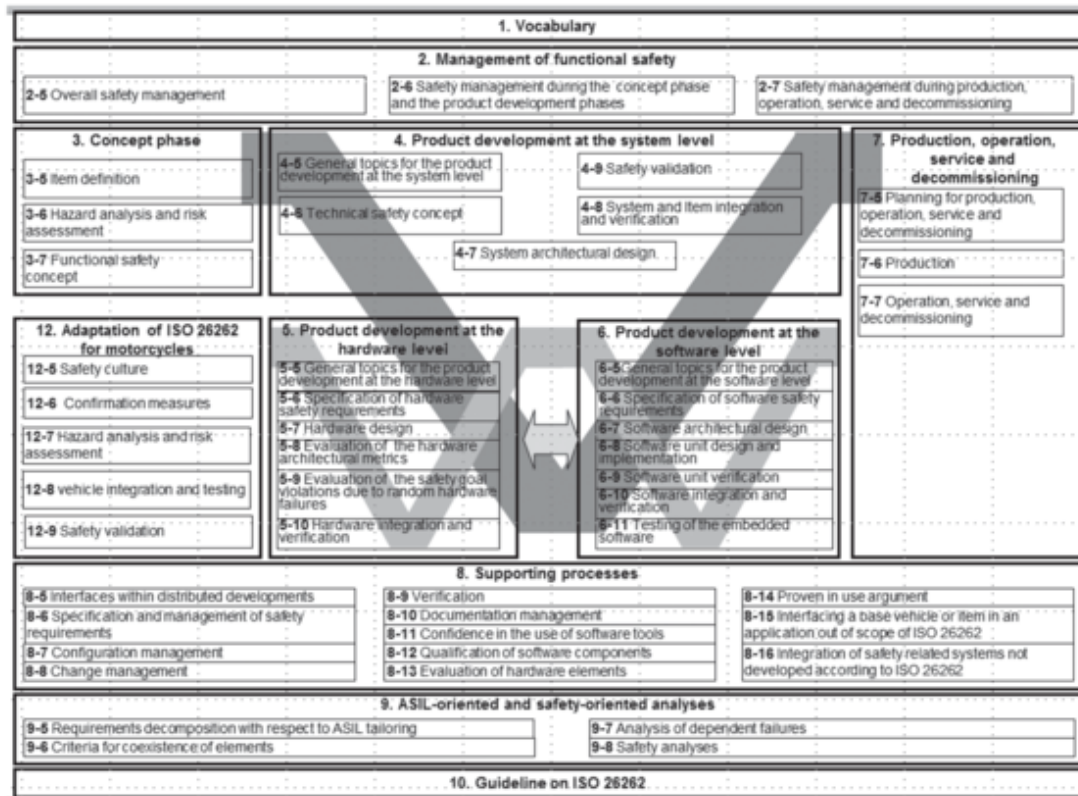 1. Vocabulary
2. Management of functional safety
2-5 Overall safety management
2-6 Safety management during the concept phase
and the product development phases
2-7 Safety management during production,
operation, service and decommissioning
3. Concept phase
3-5 Item definition
3-6 Hazard analysis and risk
assessment
3-7 Functional safety
concept
4. Product development at the system level
4-5 General topics for the product
development at the system level
4-6 Technical safety concept
4-7 System architectural design
4-9 Safety validation
4-8 System and Item integration
and verification
7. Production, operation,
service and
decommissioning
7-5 Planning for production,
operation, service and
decommissioning
7-6 Production
7-7 Operation, service and
decommissioning
12. Adaptation of ISO 26262
for motorcycles
12-5 Safety culture
12-6 Confirmation measures
12-7 Hazard analysis and risk
assessment
12-8 vehicle integration and testing
12-9 Safety validation
5. Product development at the
hardware level
5-5 General topics for the product
development at the hardware level
5-6 Specification of hardware
safety requirements
5-7 Hardware design
5-8 Evaluation of the hardware
architectural metrics
5-9 Evaluation of the safety goal
violations due to random hardware
failures
5-10 Hardware integration and
verification
6. Product development at the
software level
6-5 General topics for the product
development at the software level
6-6 Specification of software safety
requirements
6-7 Software architectural design
6-8 Software unit design and
implementation
6-9 Software unit verification
6-10 Software integration and
verification
6-11 Testing of the embedded
software
8. Supporting processes
8-5 Interfaces within distributed developments
8-6 Specification and management of safety
requirements
8-7 Configuration management
8-8 Change management
8-9 Verification
8-10 Documentation management
8-11 Confidence in the use of software tools
8-12 Qualification of software components
8-13 Evaluation of hardware elements
8-14 Proven in use argument
8-15 Interfacing a base vehicle or item in an
application out of scope of ISO 26262
8-16 Integration of safety related systems not
developed according to ISO 26262
9. ASIL-oriented and safety-oriented analyses
9-5 Requirements decomposition with respect to ASIL tailoring
9-6 Criteria for coexistence of elements
9-7 Analysis of dependent failures
9-8 Safety analyses
10. Guideline on ISO 26262